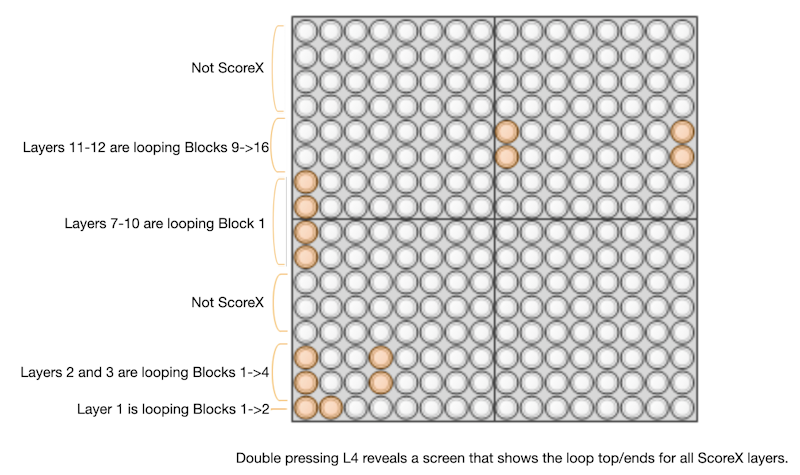 Not ScoreX
Layers 11-12 are looping Blocks 9->16
Layers 7-10 are looping Block 1
Not ScoreX
Layers 2 and 3 are looping Blocks 1->4
Layer 1 is looping Blocks 1->2
Double pressing L4 reveals a screen that shows the loop top/ends for all ScoreX layers.